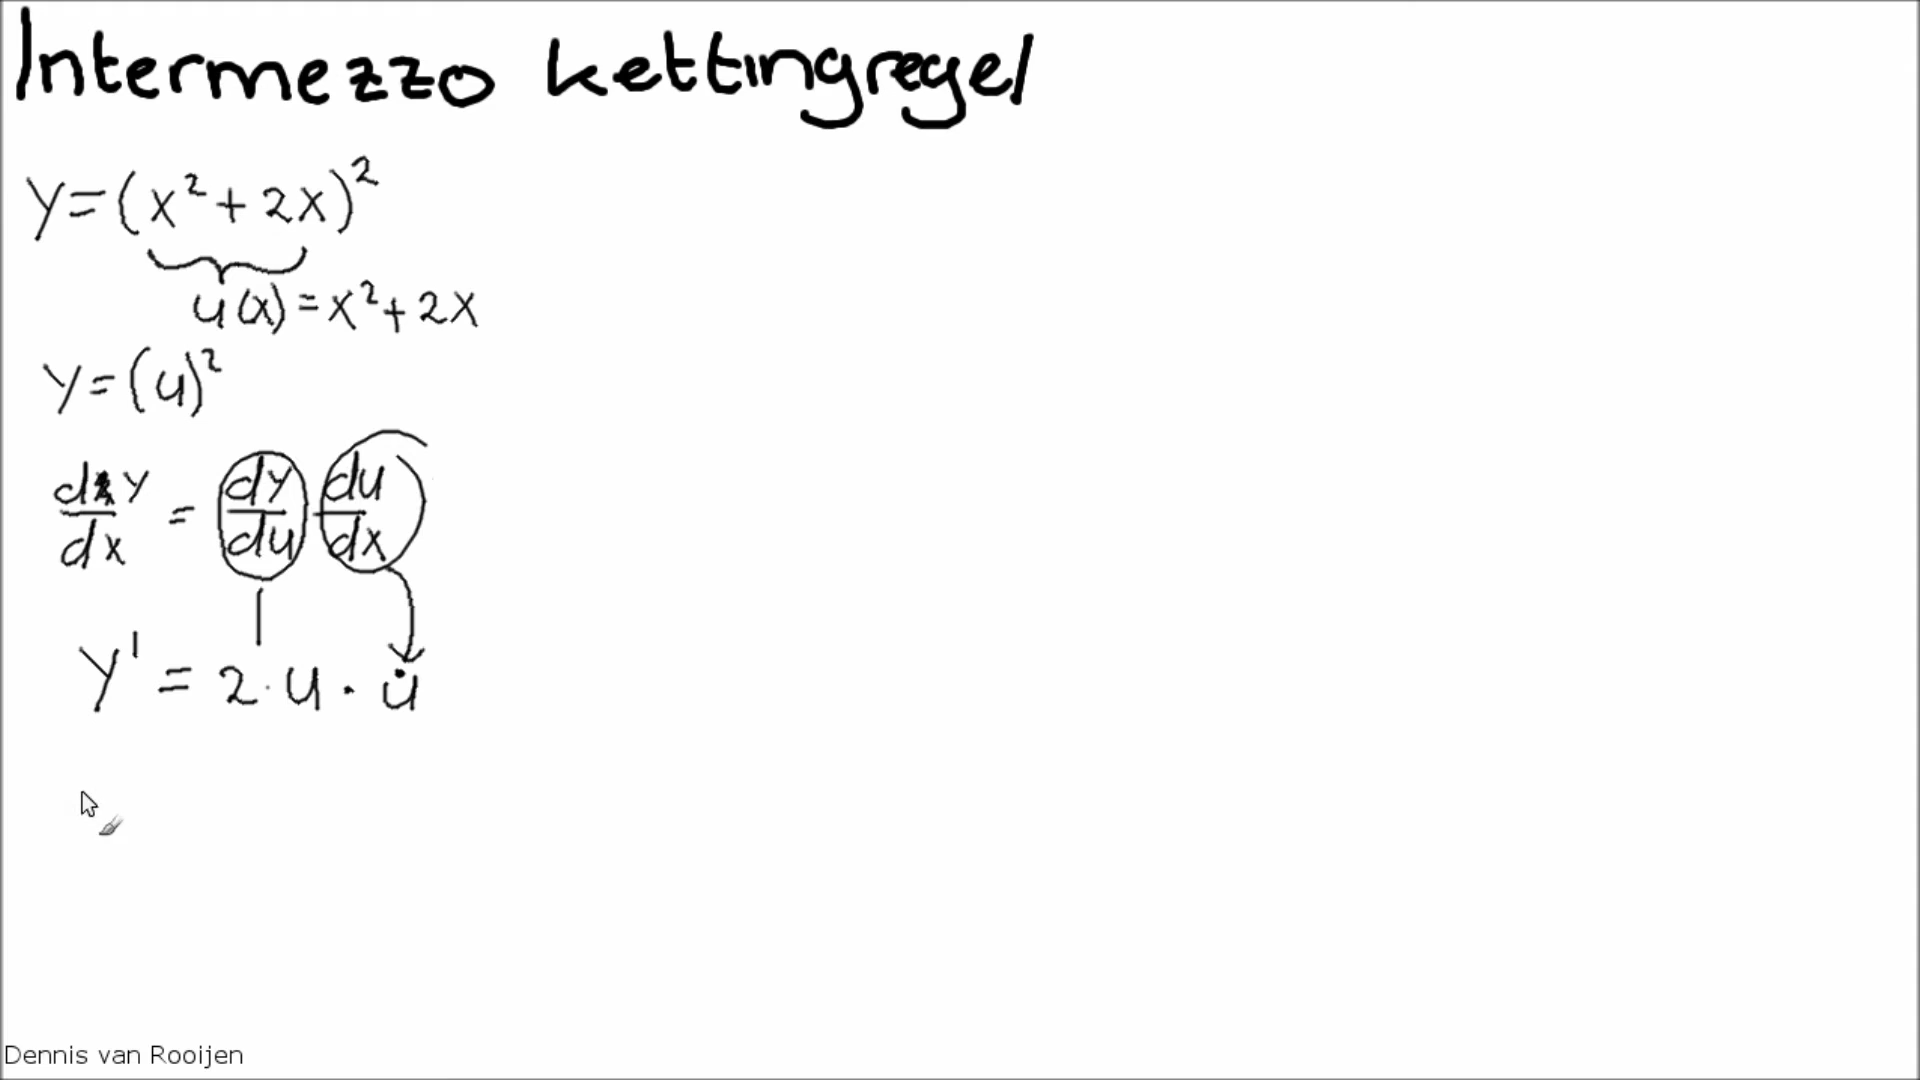 Intermezzo kettingregel
y=(x²+2x)²
u(x)=x²+2x
y=(u)²
dy/dx = dy/du · du/dx
y' = 2·u·u̇
Dennis van Rooijen